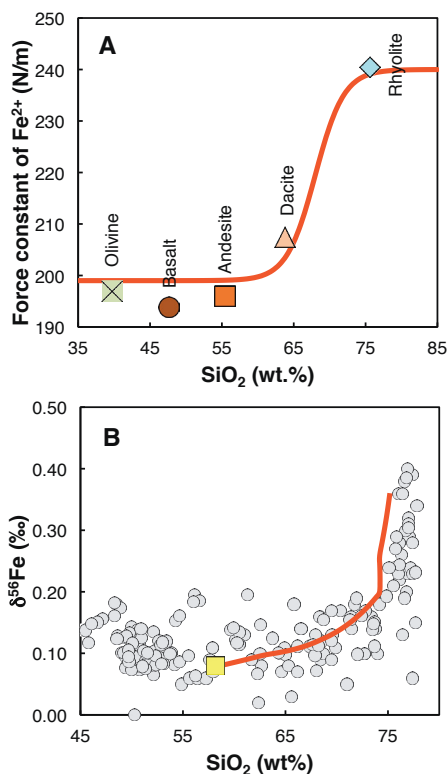 A
Force constant of Fe²⁺ (N/m)
250
240
230
220
210
200
190
Olivine
Basalt
Andesite
Dacite
Rhyolite
35 45 55 65 75 85
SiO₂ (wt.%)
B
δ⁵⁶Fe (‰)
0.50
0.40
0.30
0.20
0.10
0.00
45 55 65 75
SiO₂ (wt%)